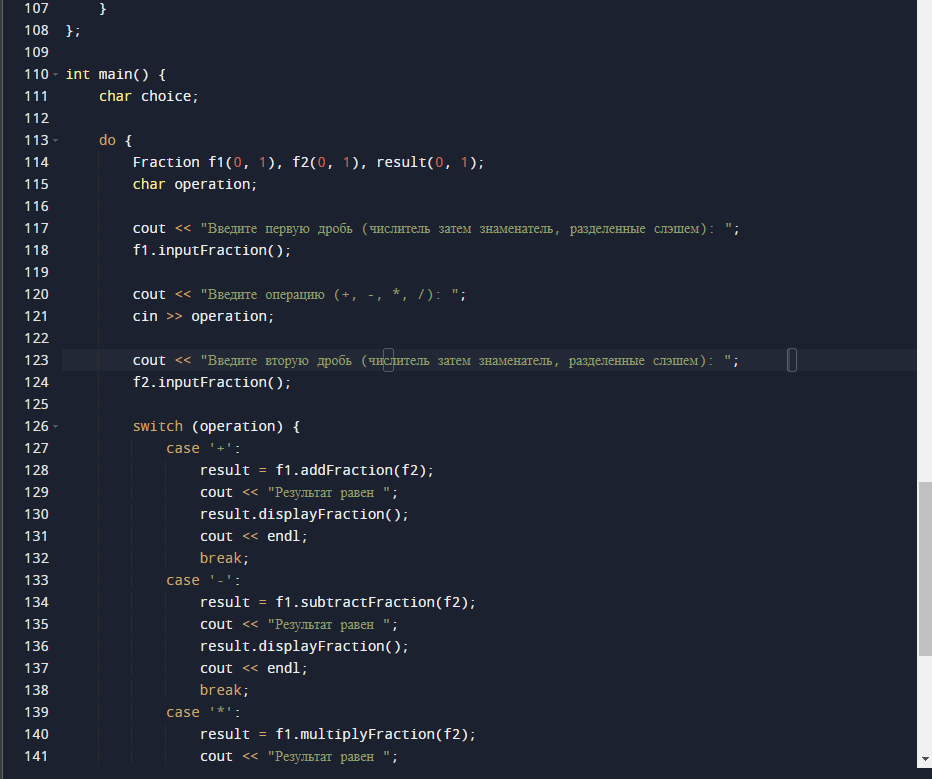 107     }
108 };
109
110 int main() {
111     char choice;
112
113     do {
114         Fraction f1(0, 1), f2(0, 1), result(0, 1);
115         char operation;
116
117         cout << "Введите первую дробь (числитель затем знаменатель, разделенные слэшем): ";
118         f1.inputFraction();
119
120         cout << "Введите операцию (+, -, *, /): ";
121         cin >> operation;
122
123         cout << "Введите вторую дробь (числитель затем знаменатель, разделенные слэшем): ";
124         f2.inputFraction();
125
126         switch (operation) {
127             case '+':
128                 result = f1.addFraction(f2);
129                 cout << "Результат равен ";
130                 result.displayFraction();
131                 cout << endl;
132                 break;
133             case '-':
134                 result = f1.subtractFraction(f2);
135                 cout << "Результат равен ";
136                 result.displayFraction();
137                 cout << endl;
138                 break;
139             case '*':
140                 result = f1.multiplyFraction(f2);
141                 cout << "Результат равен ";